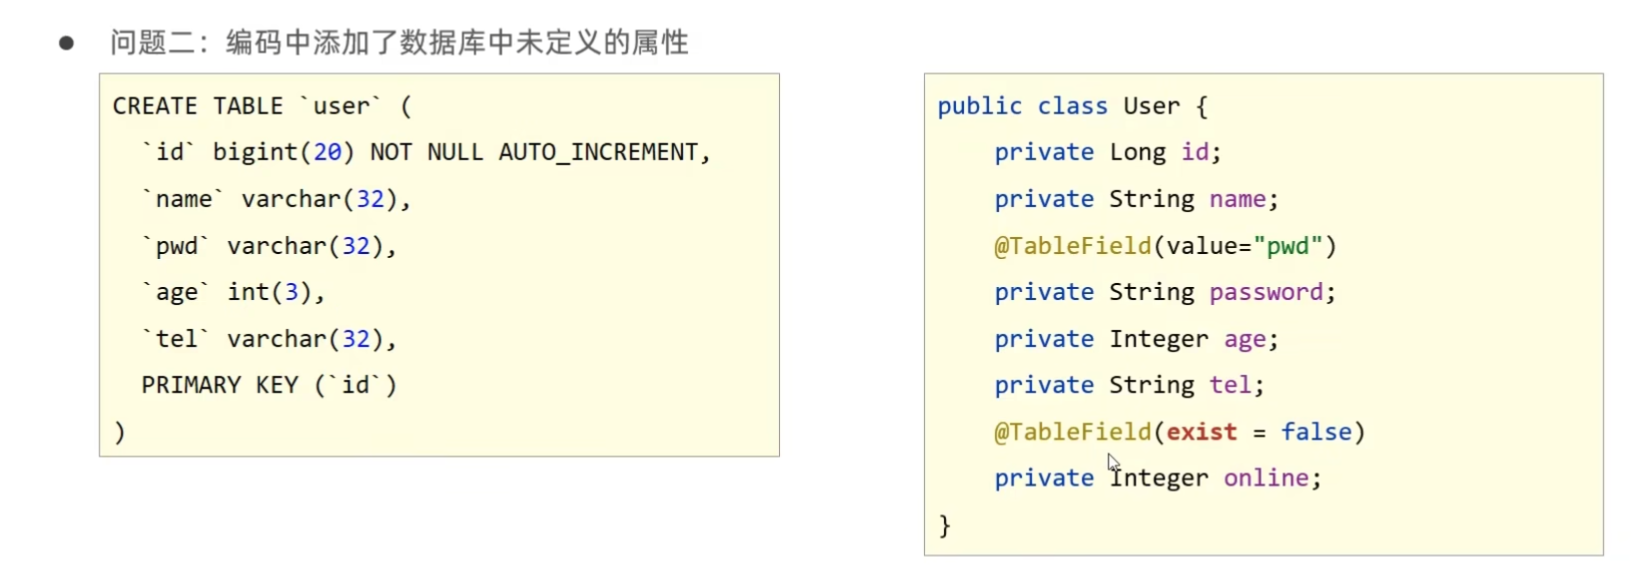 ● 问题二：编码中添加了数据库中未定义的属性
CREATE TABLE `user` (
`id` bigint(20) NOT NULL AUTO_INCREMENT,
`name` varchar(32),
`pwd` varchar(32),
`age` int(3),
`tel` varchar(32),
PRIMARY KEY (`id`)
)
public class User {
private Long id;
private String name;
@TableField(value="pwd")
private String password;
private Integer age;
private String tel;
@TableField(exist = false)
private Integer online;
}